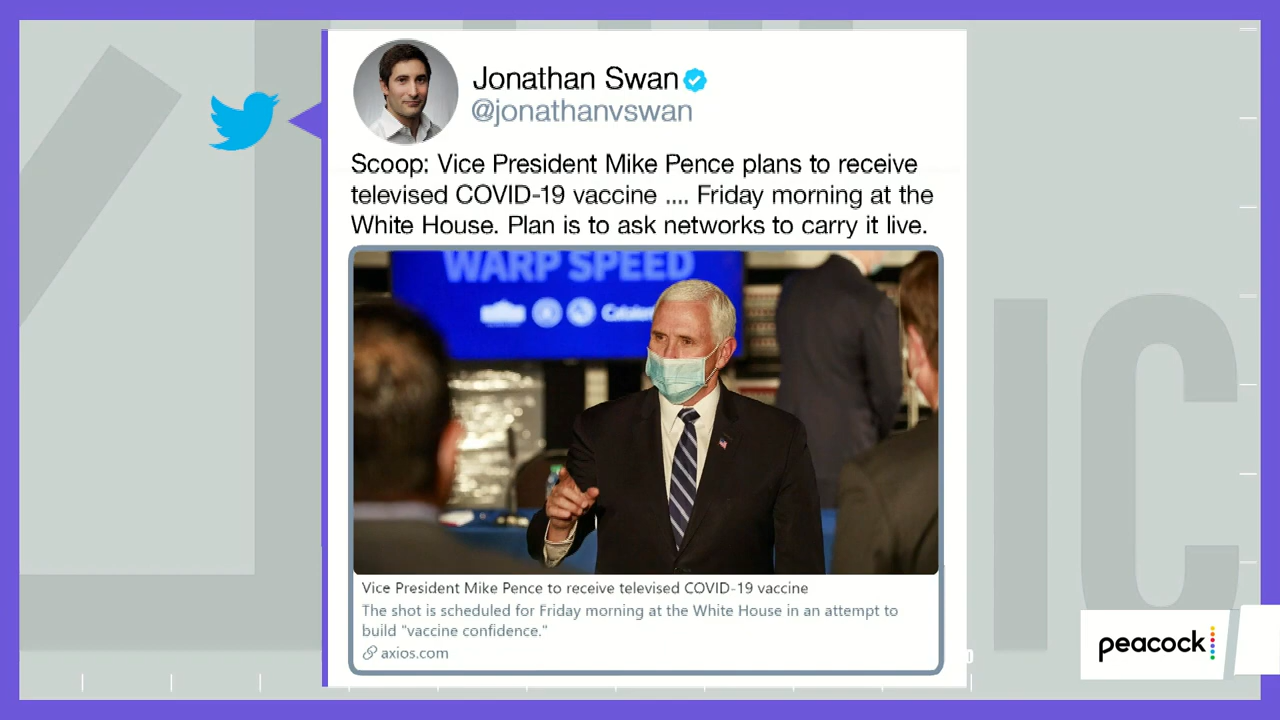 Jonathan Swan
@jonathanvswan
Scoop: Vice President Mike Pence plans to receive
televised COVID-19 vaccine .... Friday morning at the
White House. Plan is to ask networks to carry it live.
WARP SPEED
Vice President Mike Pence to receive televised COVID-19 vaccine
The shot is scheduled for Friday morning at the White House in an attempt to
build "vaccine confidence."
axios.com
IC
peacock